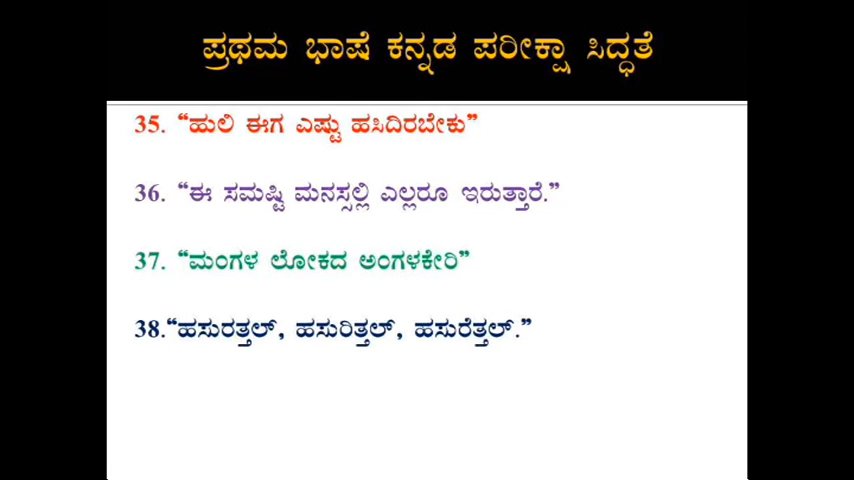 ಪ್ರಥಮ ಭಾಷೆ ಕನ್ನಡ ಪರೀಕ್ಷಾ ಸಿದ್ಧತೆ
35. “ಹುಲಿ ಈಗ ಎಷ್ಟು ಹಸಿದಿರಬೇಕು”
36. “ಈ ಸಮಷ್ಟಿ ಮನಸ್ಸಲ್ಲಿ ಎಲ್ಲರೂ ಇರುತ್ತಾರೆ.”
37. “ಮಂಗಳ ಲೋಕದ ಅಂಗಳಕೇರಿ”
38.“ಹಸುರತ್ತಲ್, ಹಸುರಿತ್ತಲ್, ಹಸುರೆತ್ತಲ್.”